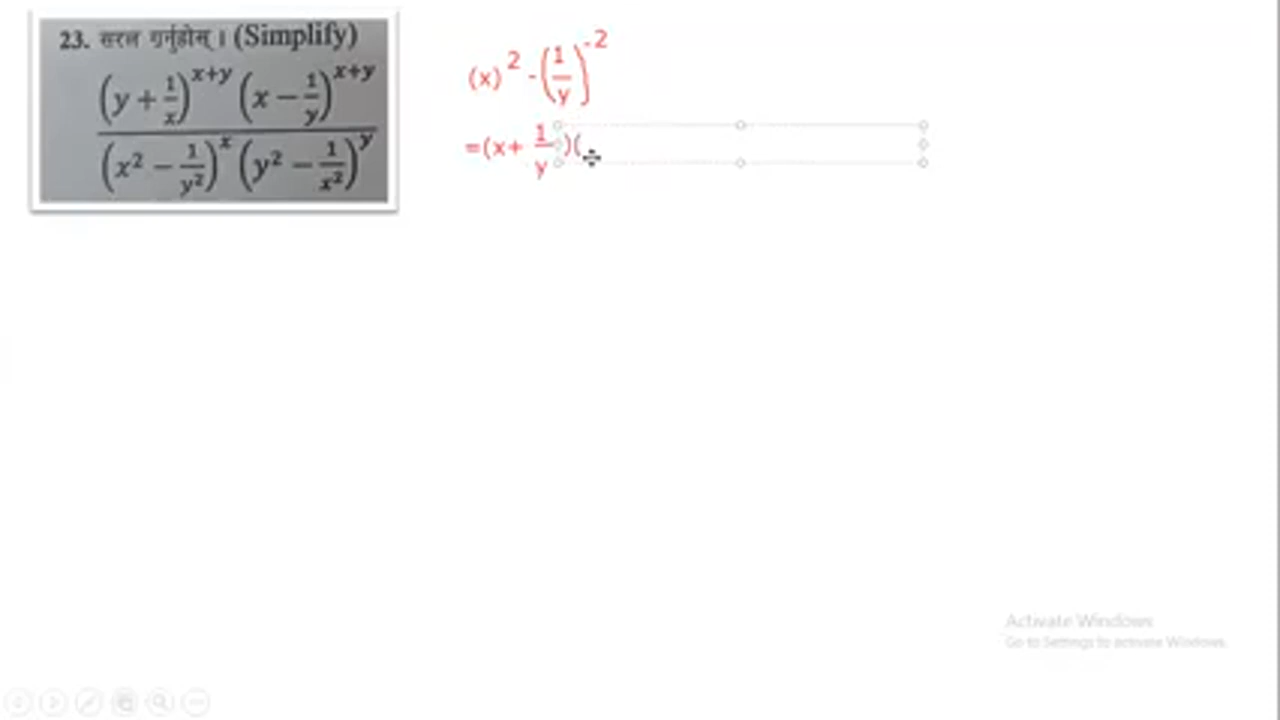 23. सरल गर्नुहोस् । (Simplify)
(y + 1/x)^x+y (x − 1/y)^x+y
(x² − 1/y²)^x (y² − 1/x²)^y
(x)² - (1/y)^-2
=(x+ 1/y)(
Activate Windows
Go to Settings to activate Windows.